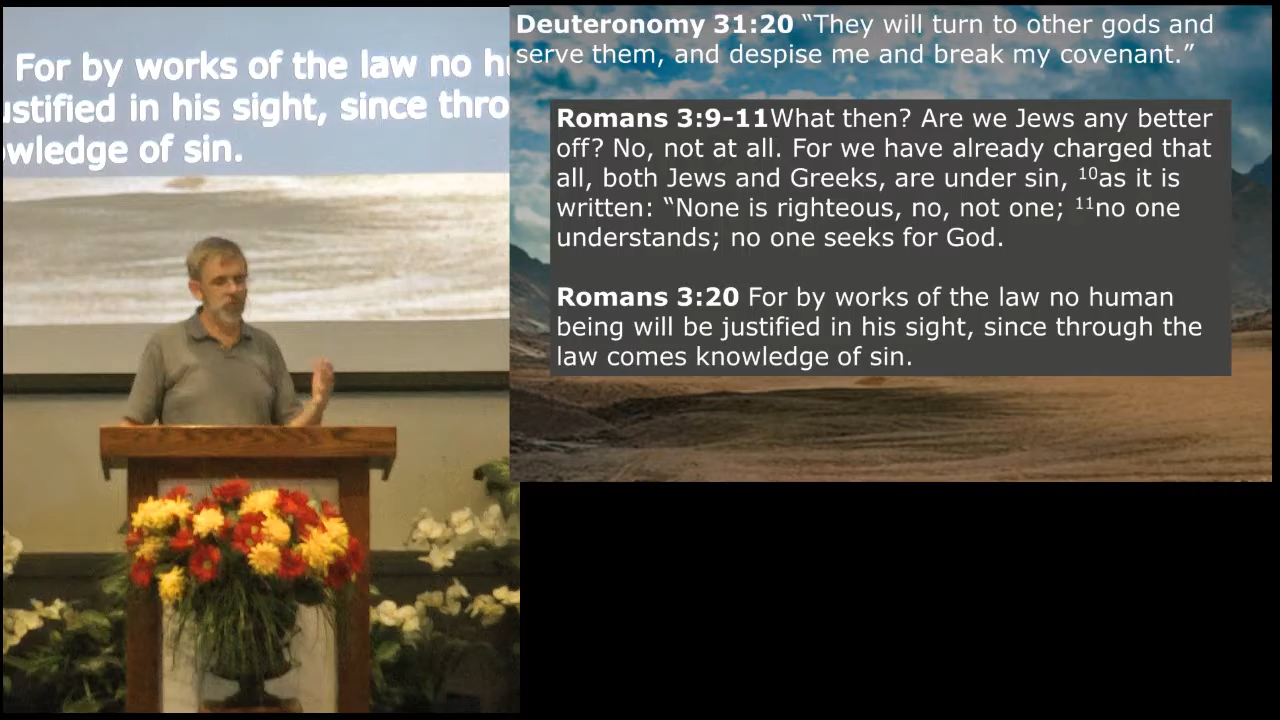 For by works of the law no
ustified in his sight, since thro
wledge of sin.
Deuteronomy 31:20 “They will turn to other gods and
serve them, and despise me and break my covenant.”
Romans 3:9-11What then? Are we Jews any better
off? No, not at all. For we have already charged that
all, both Jews and Greeks, are under sin, ¹⁰as it is
written: “None is righteous, no, not one; ¹¹no one
understands; no one seeks for God.
Romans 3:20 For by works of the law no human
being will be justified in his sight, since through the
law comes knowledge of sin.